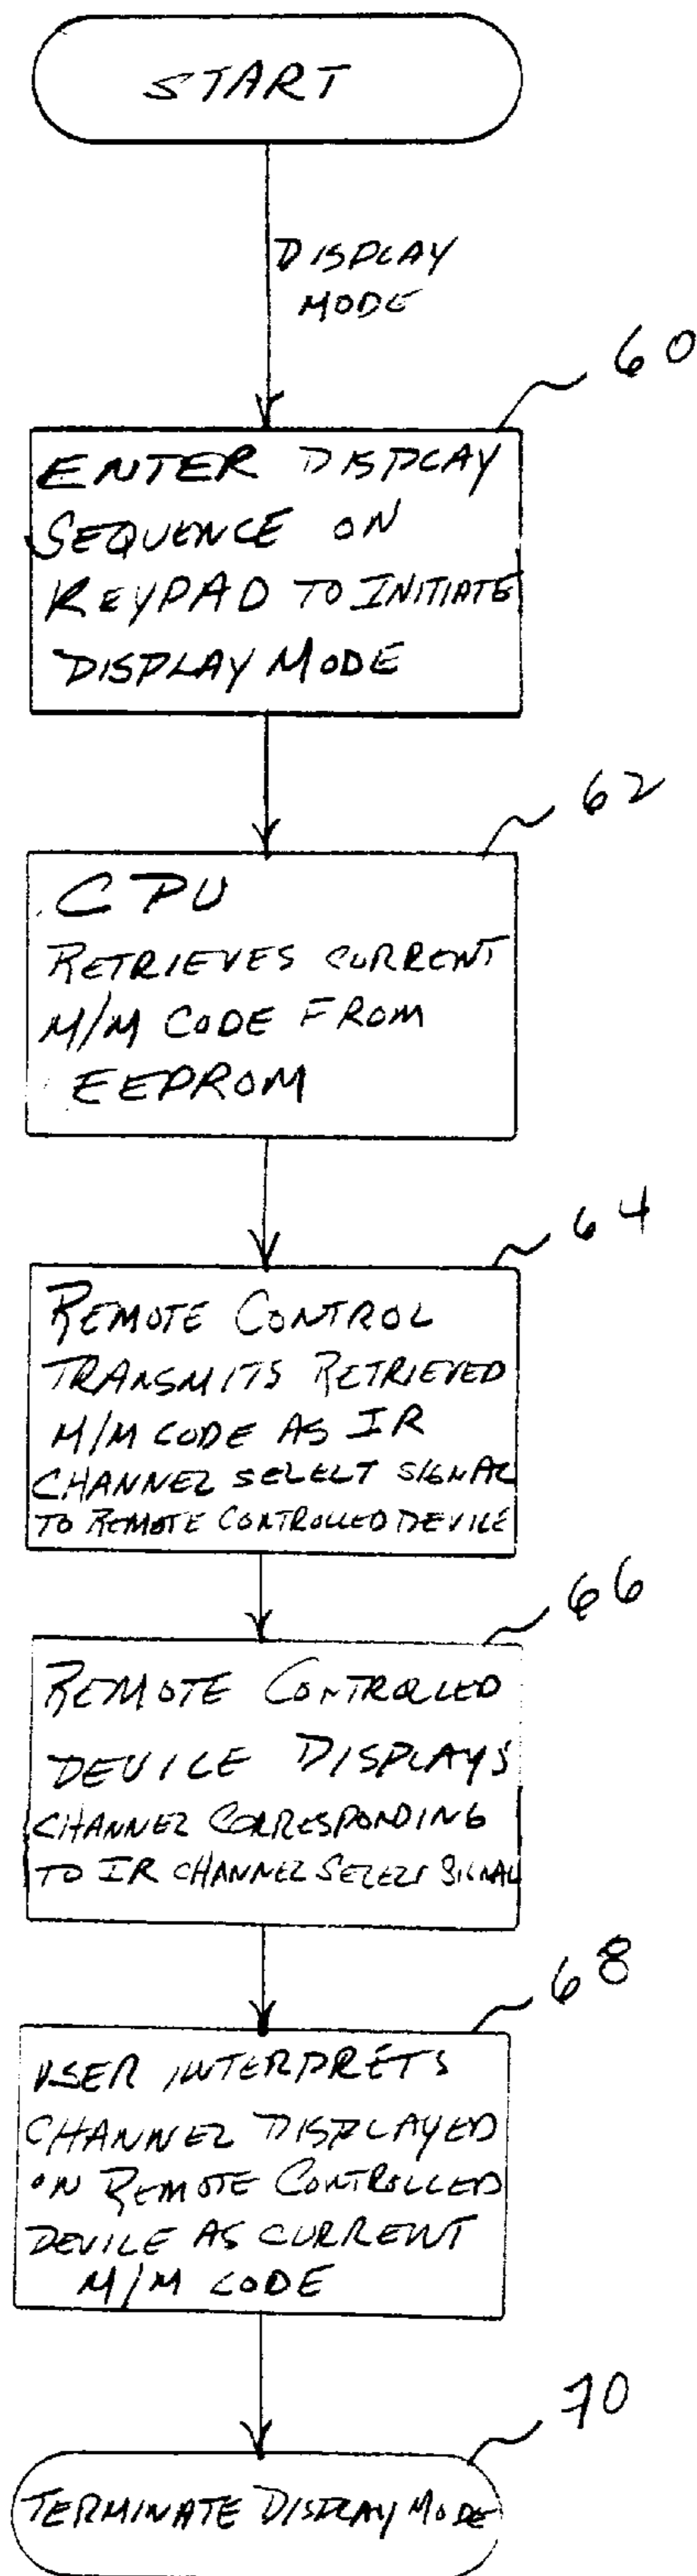 START
DISPLAY
MODE
60
ENTER DISPLAY
SEQUENCE ON
KEYPAD TO INITIATE
DISPLAY MODE
62
CPU
RETRIEVES CURRENT
M/M CODE FROM
EEPROM
64
REMOTE CONTROL
TRANSMITS RETRIEVED
M/M CODE AS IR
CHANNEL SELECT SIGNAL
TO REMOTE CONTROLLED DEVICE
66
REMOTE CONTROLLED
DEVICE DISPLAYS
CHANNEL CORRESPONDING
TO IR CHANNEL SELECT SIGNAL
68
USER INTERPRETS
CHANNEL DISPLAYED
ON REMOTE CONTROLLED
DEVICE AS CURRENT
M/M CODE
70
TERMINATE DISPLAY MODE